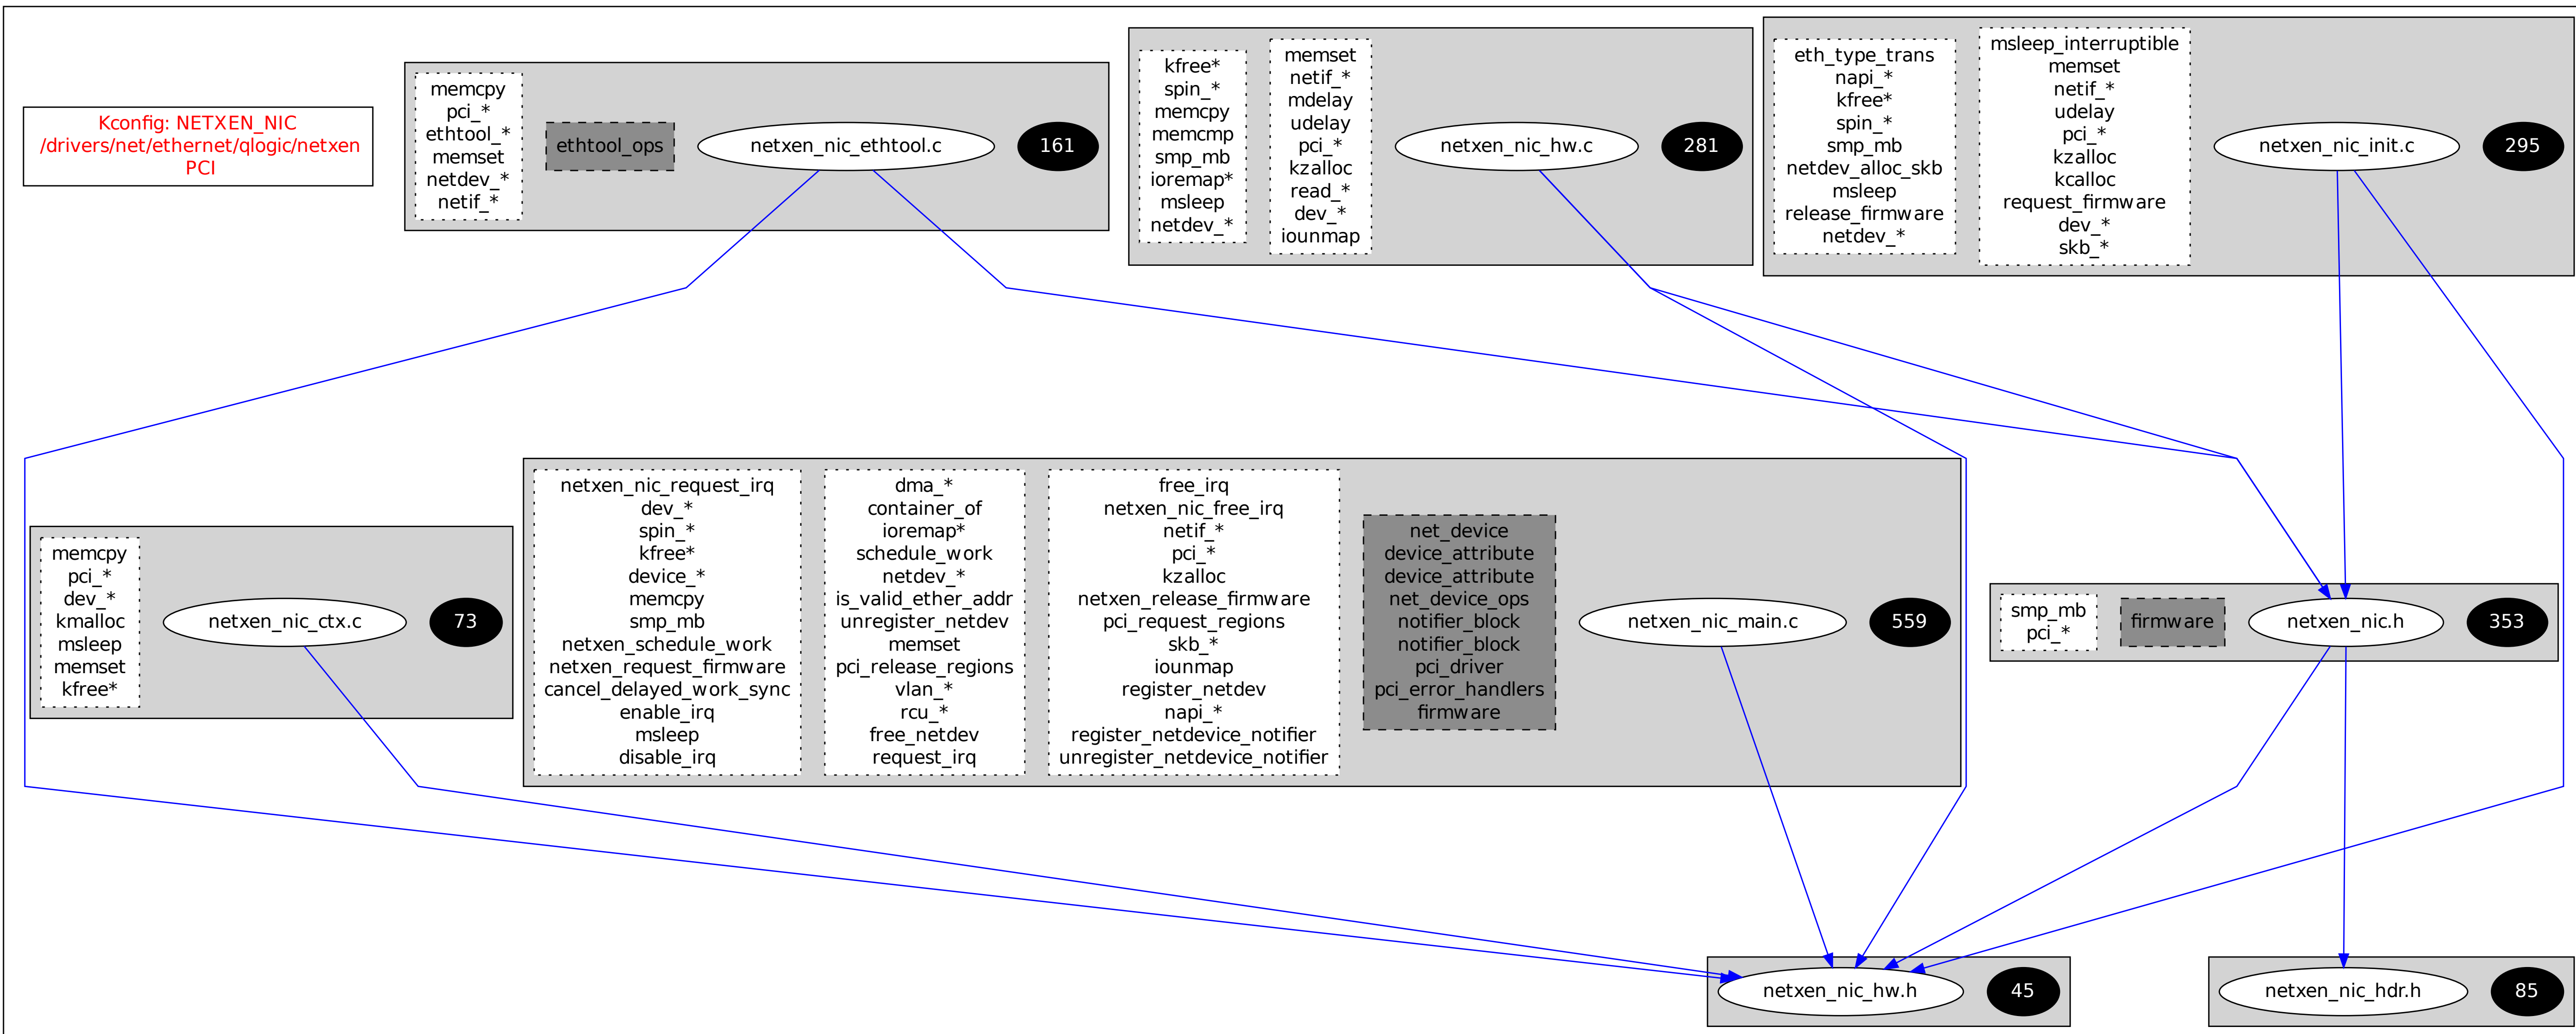 Kconfig: NETXEN_NIC
/drivers/net/ethernet/qlogic/netxen
PCI
memcpy
pci_*
ethtool_*
memset
netdev_*
netif_*
ethtool_ops
netxen_nic_ethtool.c
161
kfree*
spin_*
memcpy
memcmp
smp_mb
ioremap*
msleep
netdev_*
memset
netif_*
mdelay
udelay
pci_*
kzalloc
read_*
dev_*
iounmap
netxen_nic_hw.c
281
eth_type_trans
napi_*
kfree*
spin_*
smp_mb
netdev_alloc_skb
msleep
release_firmware
netdev_*
msleep_interruptible
memset
netif_*
udelay
pci_*
kzalloc
kcalloc
request_firmware
dev_*
skb_*
netxen_nic_init.c
295
memcpy
pci_*
dev_*
kmalloc
msleep
memset
kfree*
netxen_nic_ctx.c
73
netxen_nic_request_irq
dev_*
spin_*
kfree*
device_*
memcpy
smp_mb
netxen_schedule_work
netxen_request_firmware
cancel_delayed_work_sync
enable_irq
msleep
disable_irq
dma_*
container_of
ioremap*
schedule_work
netdev_*
is_valid_ether_addr
unregister_netdev
memset
pci_release_regions
vlan_*
rcu_*
free_netdev
request_irq
free_irq
netxen_nic_free_irq
netif_*
pci_*
kzalloc
netxen_release_firmware
pci_request_regions
skb_*
iounmap
register_netdev
napi_*
register_netdevice_notifier
unregister_netdevice_notifier
net_device
device_attribute
device_attribute
net_device_ops
notifier_block
notifier_block
pci_driver
pci_error_handlers
firmware
netxen_nic_main.c
559
smp_mb
pci_*
firmware
netxen_nic.h
353
netxen_nic_hw.h
45
netxen_nic_hdr.h
85